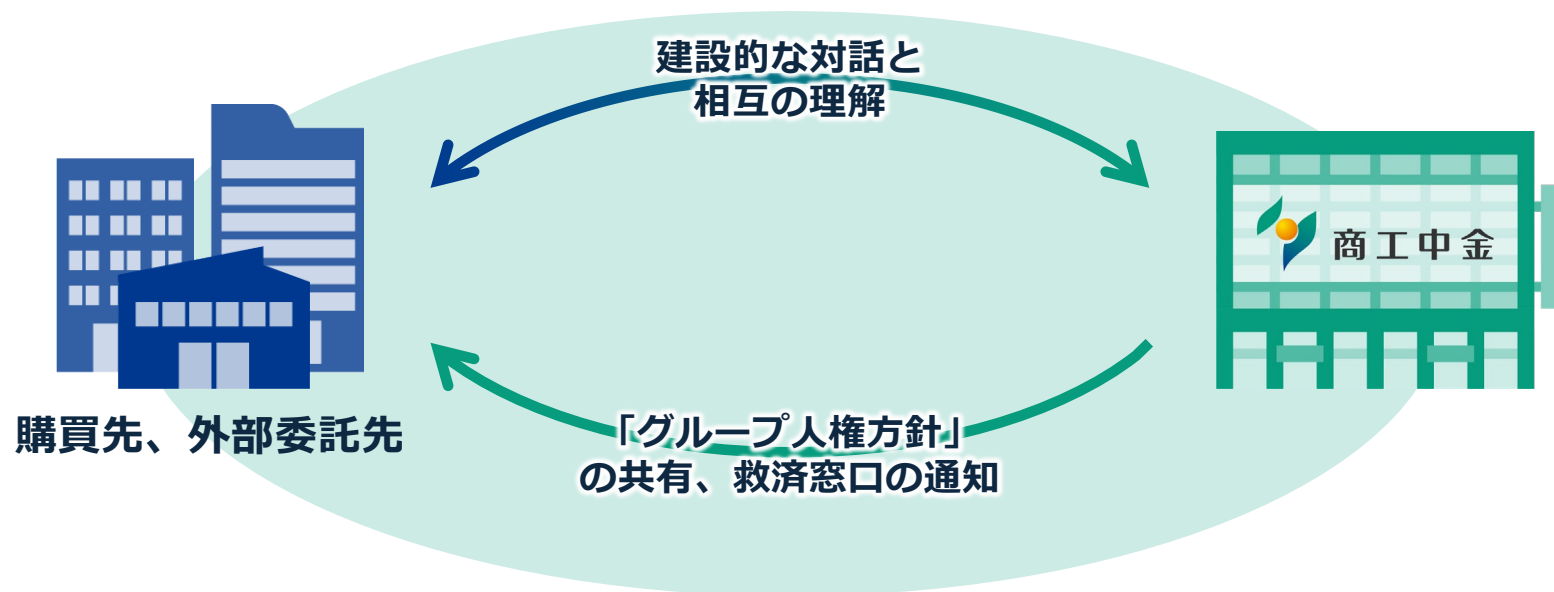 建設的な対話と
相互の理解
商工中金
購買先、外部委託先
「グループ人権方針」
の共有、救済窓口の通知